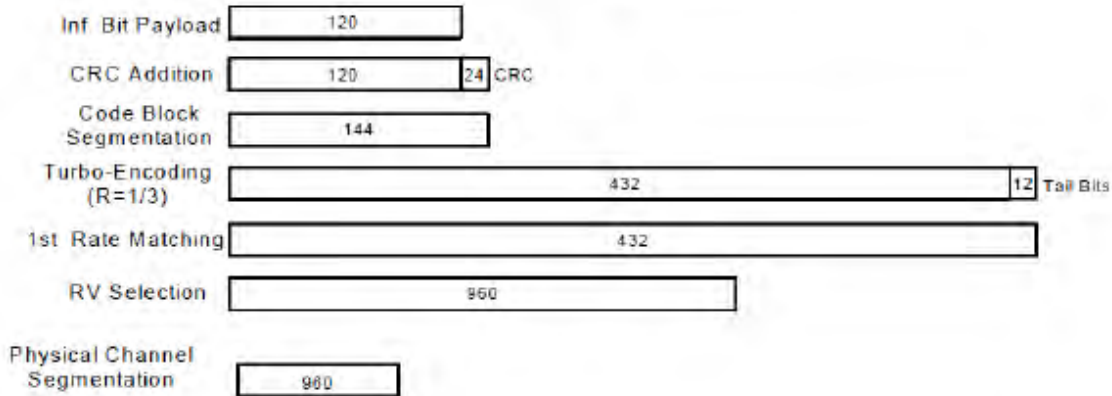 Inf. Bit Payload 120
CRC Addition 120 24 CRC
Code Block
Segmentation 144
Turbo-Encoding
(R=1/3) 432 12 Tail Bits
1st Rate Matching 432
RV Selection 960
Physical Channel
Segmentation 960